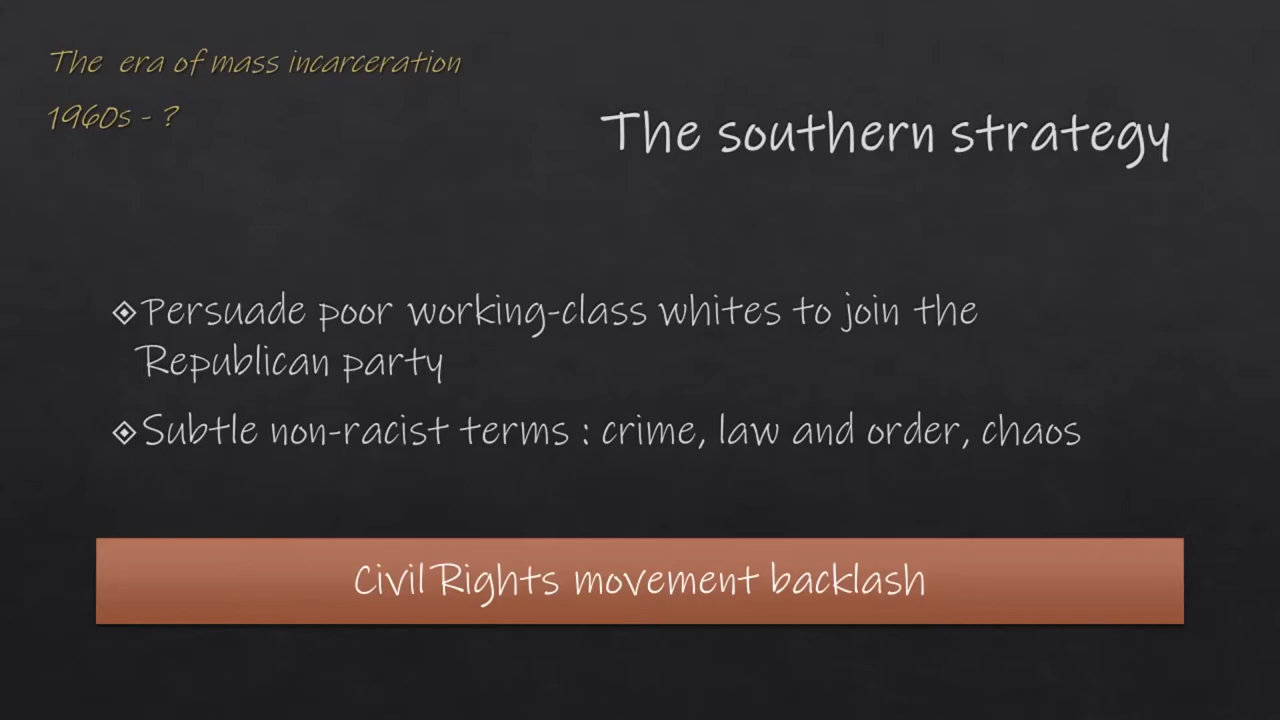 The era of mass incarceration
1960s - ?
The southern strategy
Persuade poor working-class whites to join the
Republican party
Subtle non-racist terms : crime, law and order, chaos
Civil Rights movement backlash